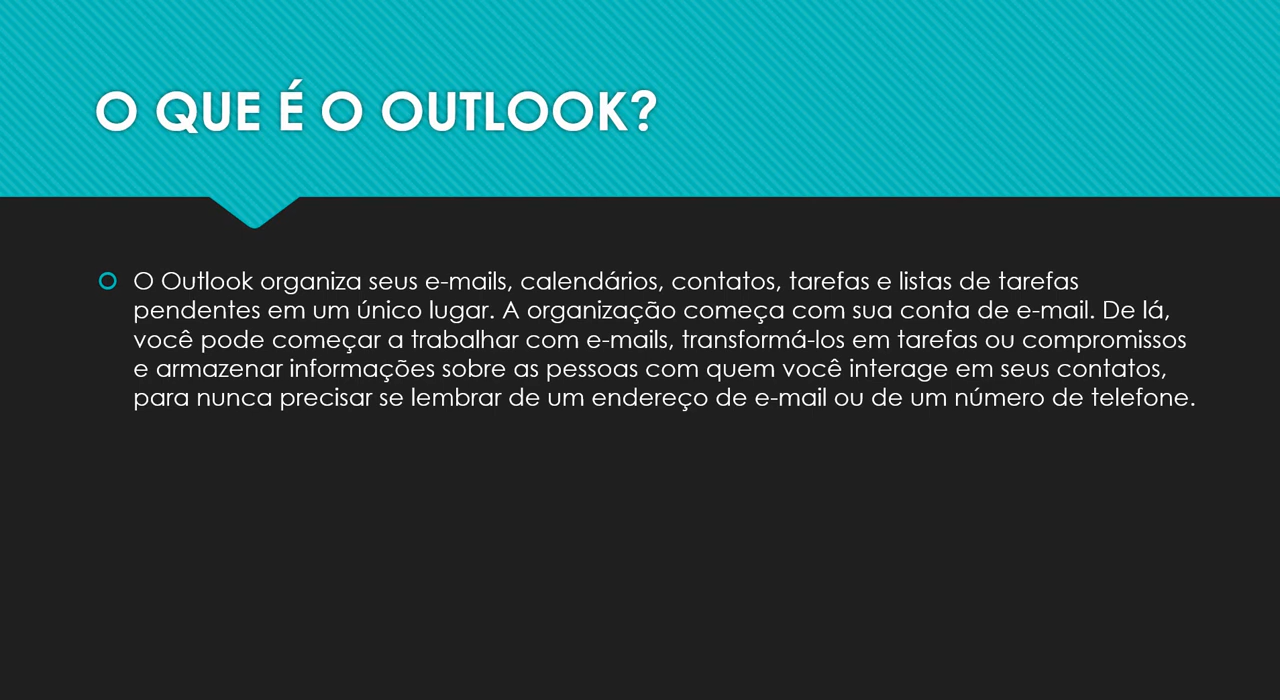 O QUE É O OUTLOOK?
O Outlook organiza seus e-mails, calendários, contatos, tarefas e listas de tarefas
pendentes em um único lugar. A organização começa com sua conta de e-mail. De lá,
você pode começar a trabalhar com e-mails, transformá-los em tarefas ou compromissos
e armazenar informações sobre as pessoas com quem você interage em seus contatos,
para nunca precisar se lembrar de um endereço de e-mail ou de um número de telefone.